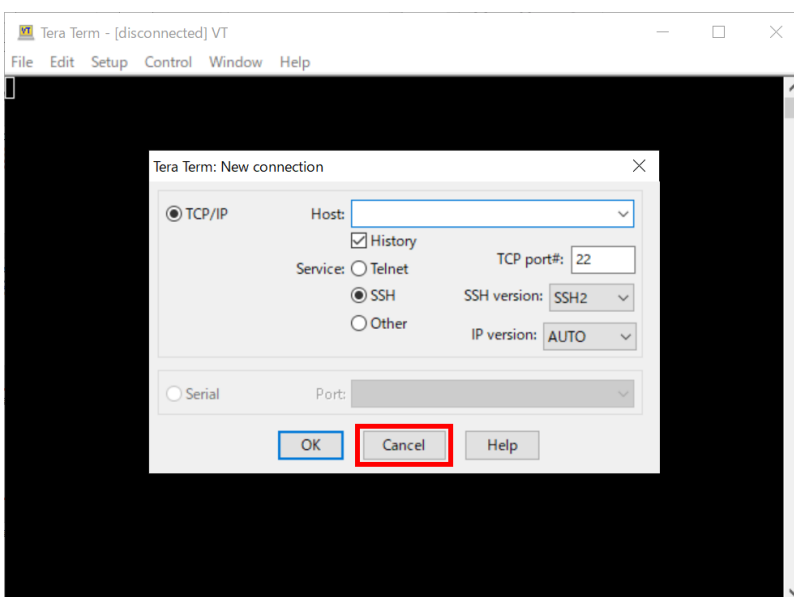 VT Tera Term - [disconnected] VT
File Edit Setup Control Window Help
Tera Term: New connection
TCP/IP Host:
History
Service: Telnet TCP port#: 22
SSH SSH version: SSH2
Other IP version: AUTO
Serial Port:
OK Cancel Help